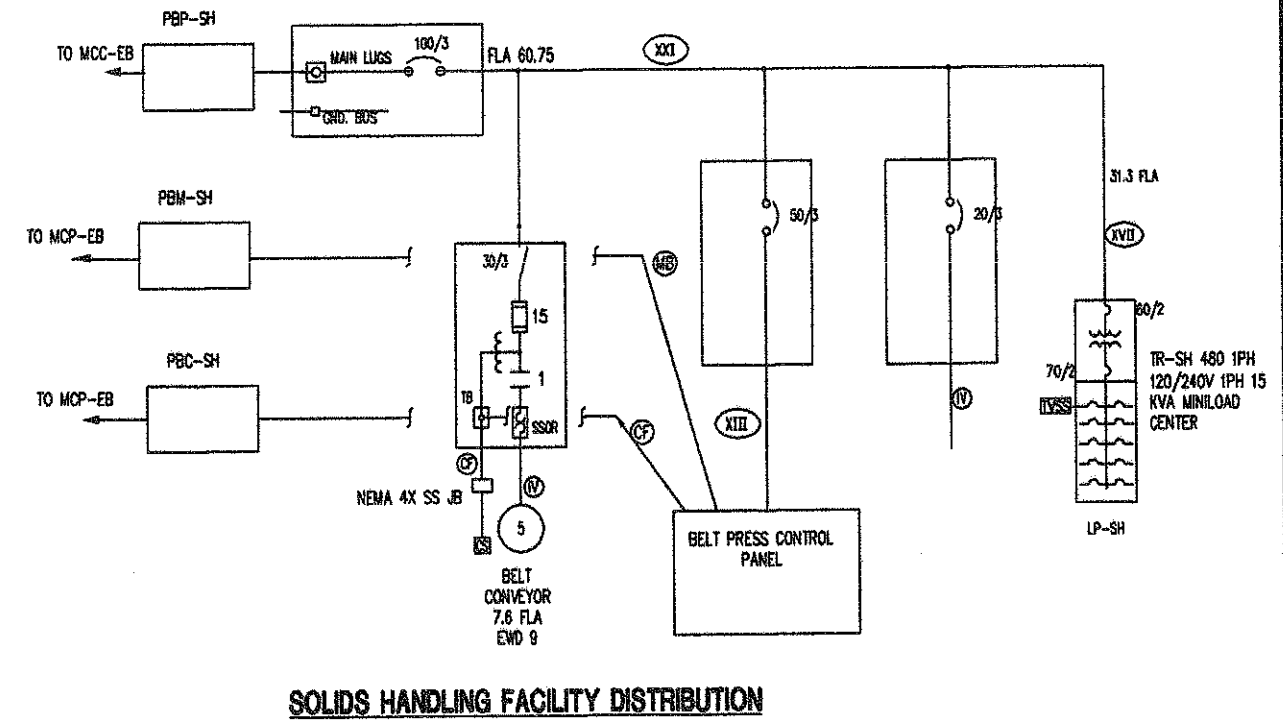 PBP-SH
TO MCC-EB
MAIN LUGS
100/3
GND. BUS
FLA 60.75
XXI
PBM-SH
TO MCP-EB
PBC-SH
TO MCP-EB
30/3
15
1
TB
SSOR
CF
IV
NEMA 4X SS JB
CS
5
BELT
CONVEYOR
7.6 FLA
EWD 9
MB
CF
50/3
XIII
BELT PRESS CONTROL
PANEL
20/3
IV
31.3 FLA
XVII
60/2
70/2
TVSS
TR-SH 480 1PH
120/240V 1PH 15
KVA MINILOAD
CENTER
LP-SH
SOLIDS HANDLING FACILITY DISTRIBUTION